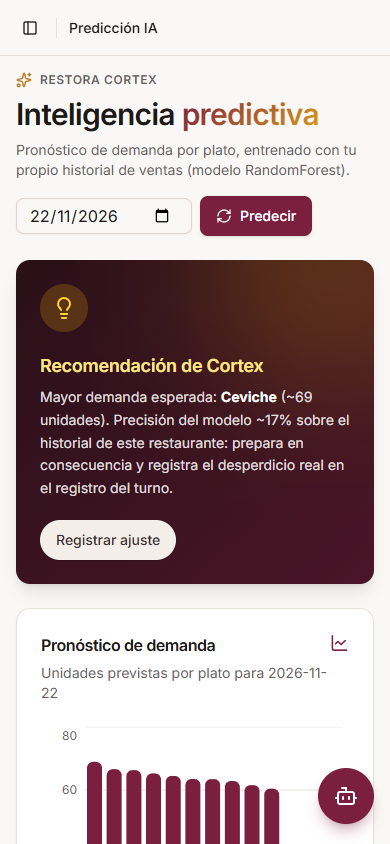 Predicción IA
RESTORA CORTEX
Inteligencia predictiva
Pronóstico de demanda por plato, entrenado con tu
propio historial de ventas (modelo RandomForest).
22/11/2026
Predecir
Recomendación de Cortex
Mayor demanda esperada: Ceviche (~69
unidades). Precisión del modelo ~17% sobre el
historial de este restaurante: prepara en
consecuencia y registra el desperdicio real en
el registro del turno.
Registrar ajuste
Pronóstico de demanda
Unidades previstas por plato para 2026-11-
22
80
60